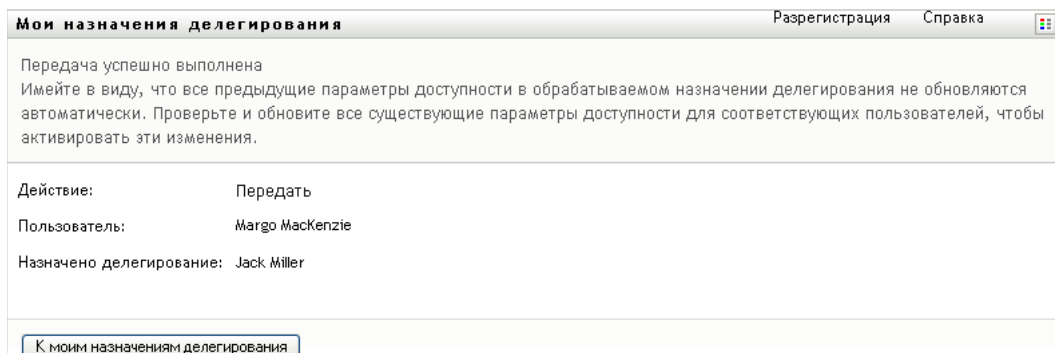 Мои назначения делегирования Разрегистрация Справка
Передача успешно выполнена
Имейте в виду, что все предыдущие параметры доступности в обрабатываемом назначении делегирования не обновляются
автоматически. Проверьте и обновите все существующие параметры доступности для соответствующих пользователей, чтобы
активировать эти изменения.
Действие: Передать
Пользователь: Margo MacKenzie
Назначено делегирование: Jack Miller
К моим назначениям делегирования